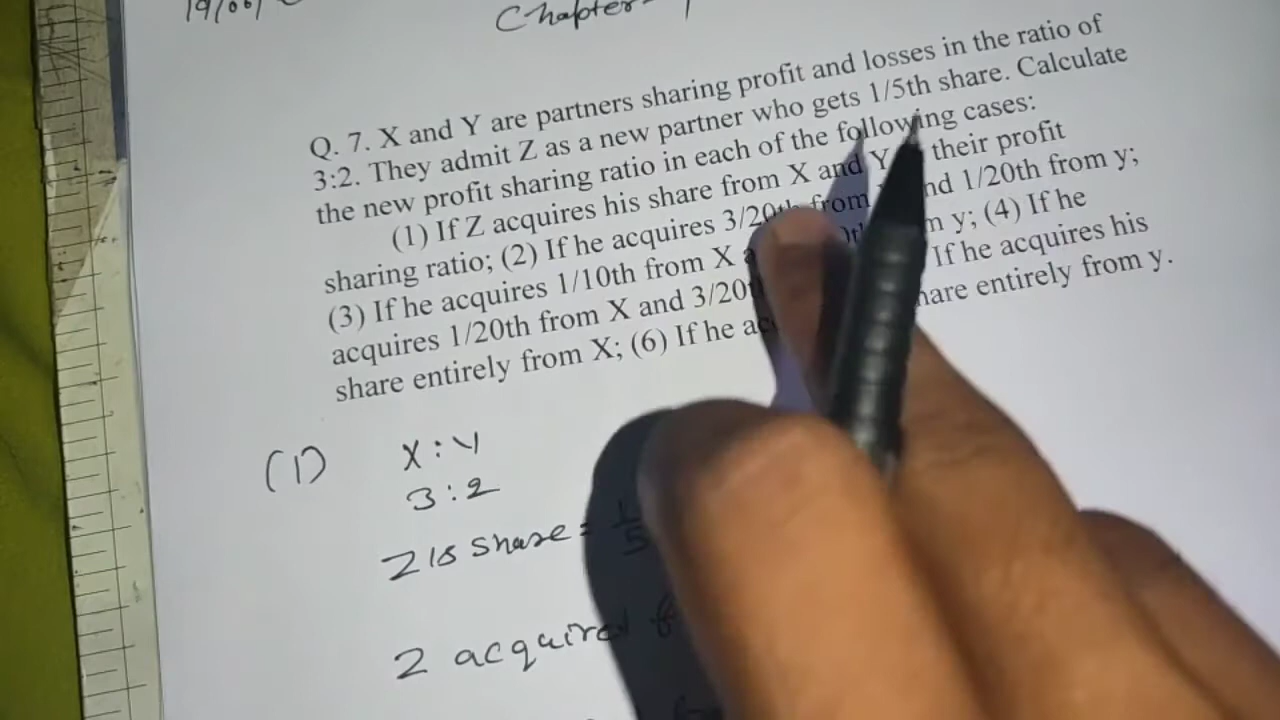 19/06/
Chapter-
Q. 7. X and Y are partners sharing profit and losses in the ratio of
3:2. They admit Z as a new partner who gets 1/5th share. Calculate
the new profit sharing ratio in each of the following cases:
(1) If Z acquires his share from X and Y their profit
sharing ratio; (2) If he acquires 3/20th from nd 1/20th from y;
(3) If he acquires 1/10th from X m y; (4) If he
acquires 1/20th from X and 3/20 If he acquires his
share entirely from X; (6) If he hare entirely from y.
(1) X : Y
3 : 2
Z's share = 1/5
Z acquired